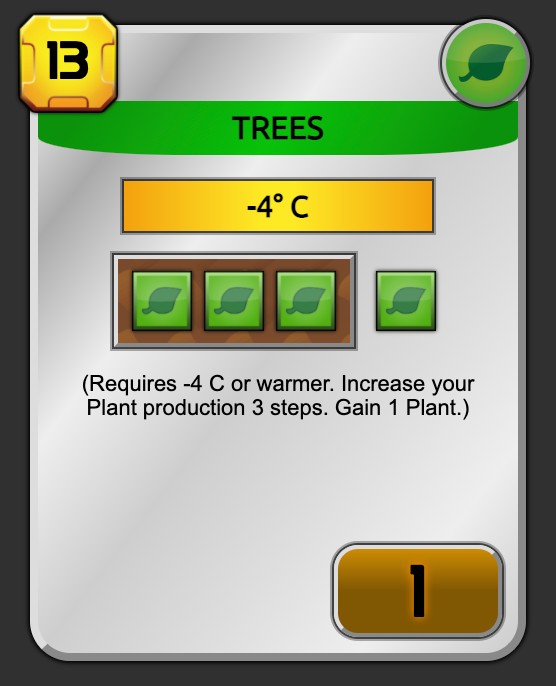 13
TREES
-4° C
(Requires -4 C or warmer. Increase your
Plant production 3 steps. Gain 1 Plant.)
1